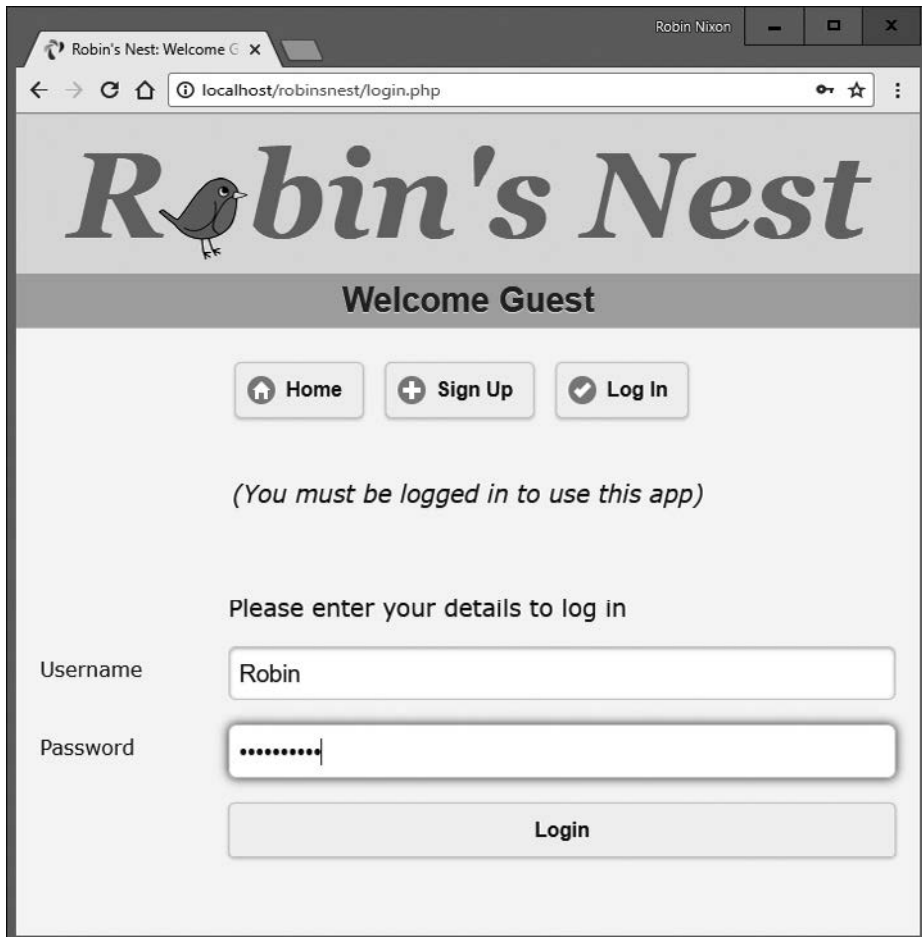 Robin Nixon
Robin's Nest: Welcome G
localhost/robinsnest/login.php
Robin's Nest
Welcome Guest
Home Sign Up Log In
(You must be logged in to use this app)
Please enter your details to log in
Username Robin
Password ••••••••••
Login